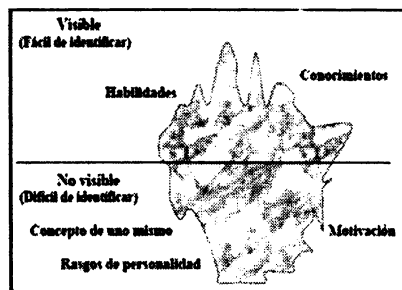 Visible
(Fácil de identificar)
Habilidades
Conocimientos
No visible
(Difícil de identificar)
Concepto de uno mismo
Motivación
Rasgos de personalidad